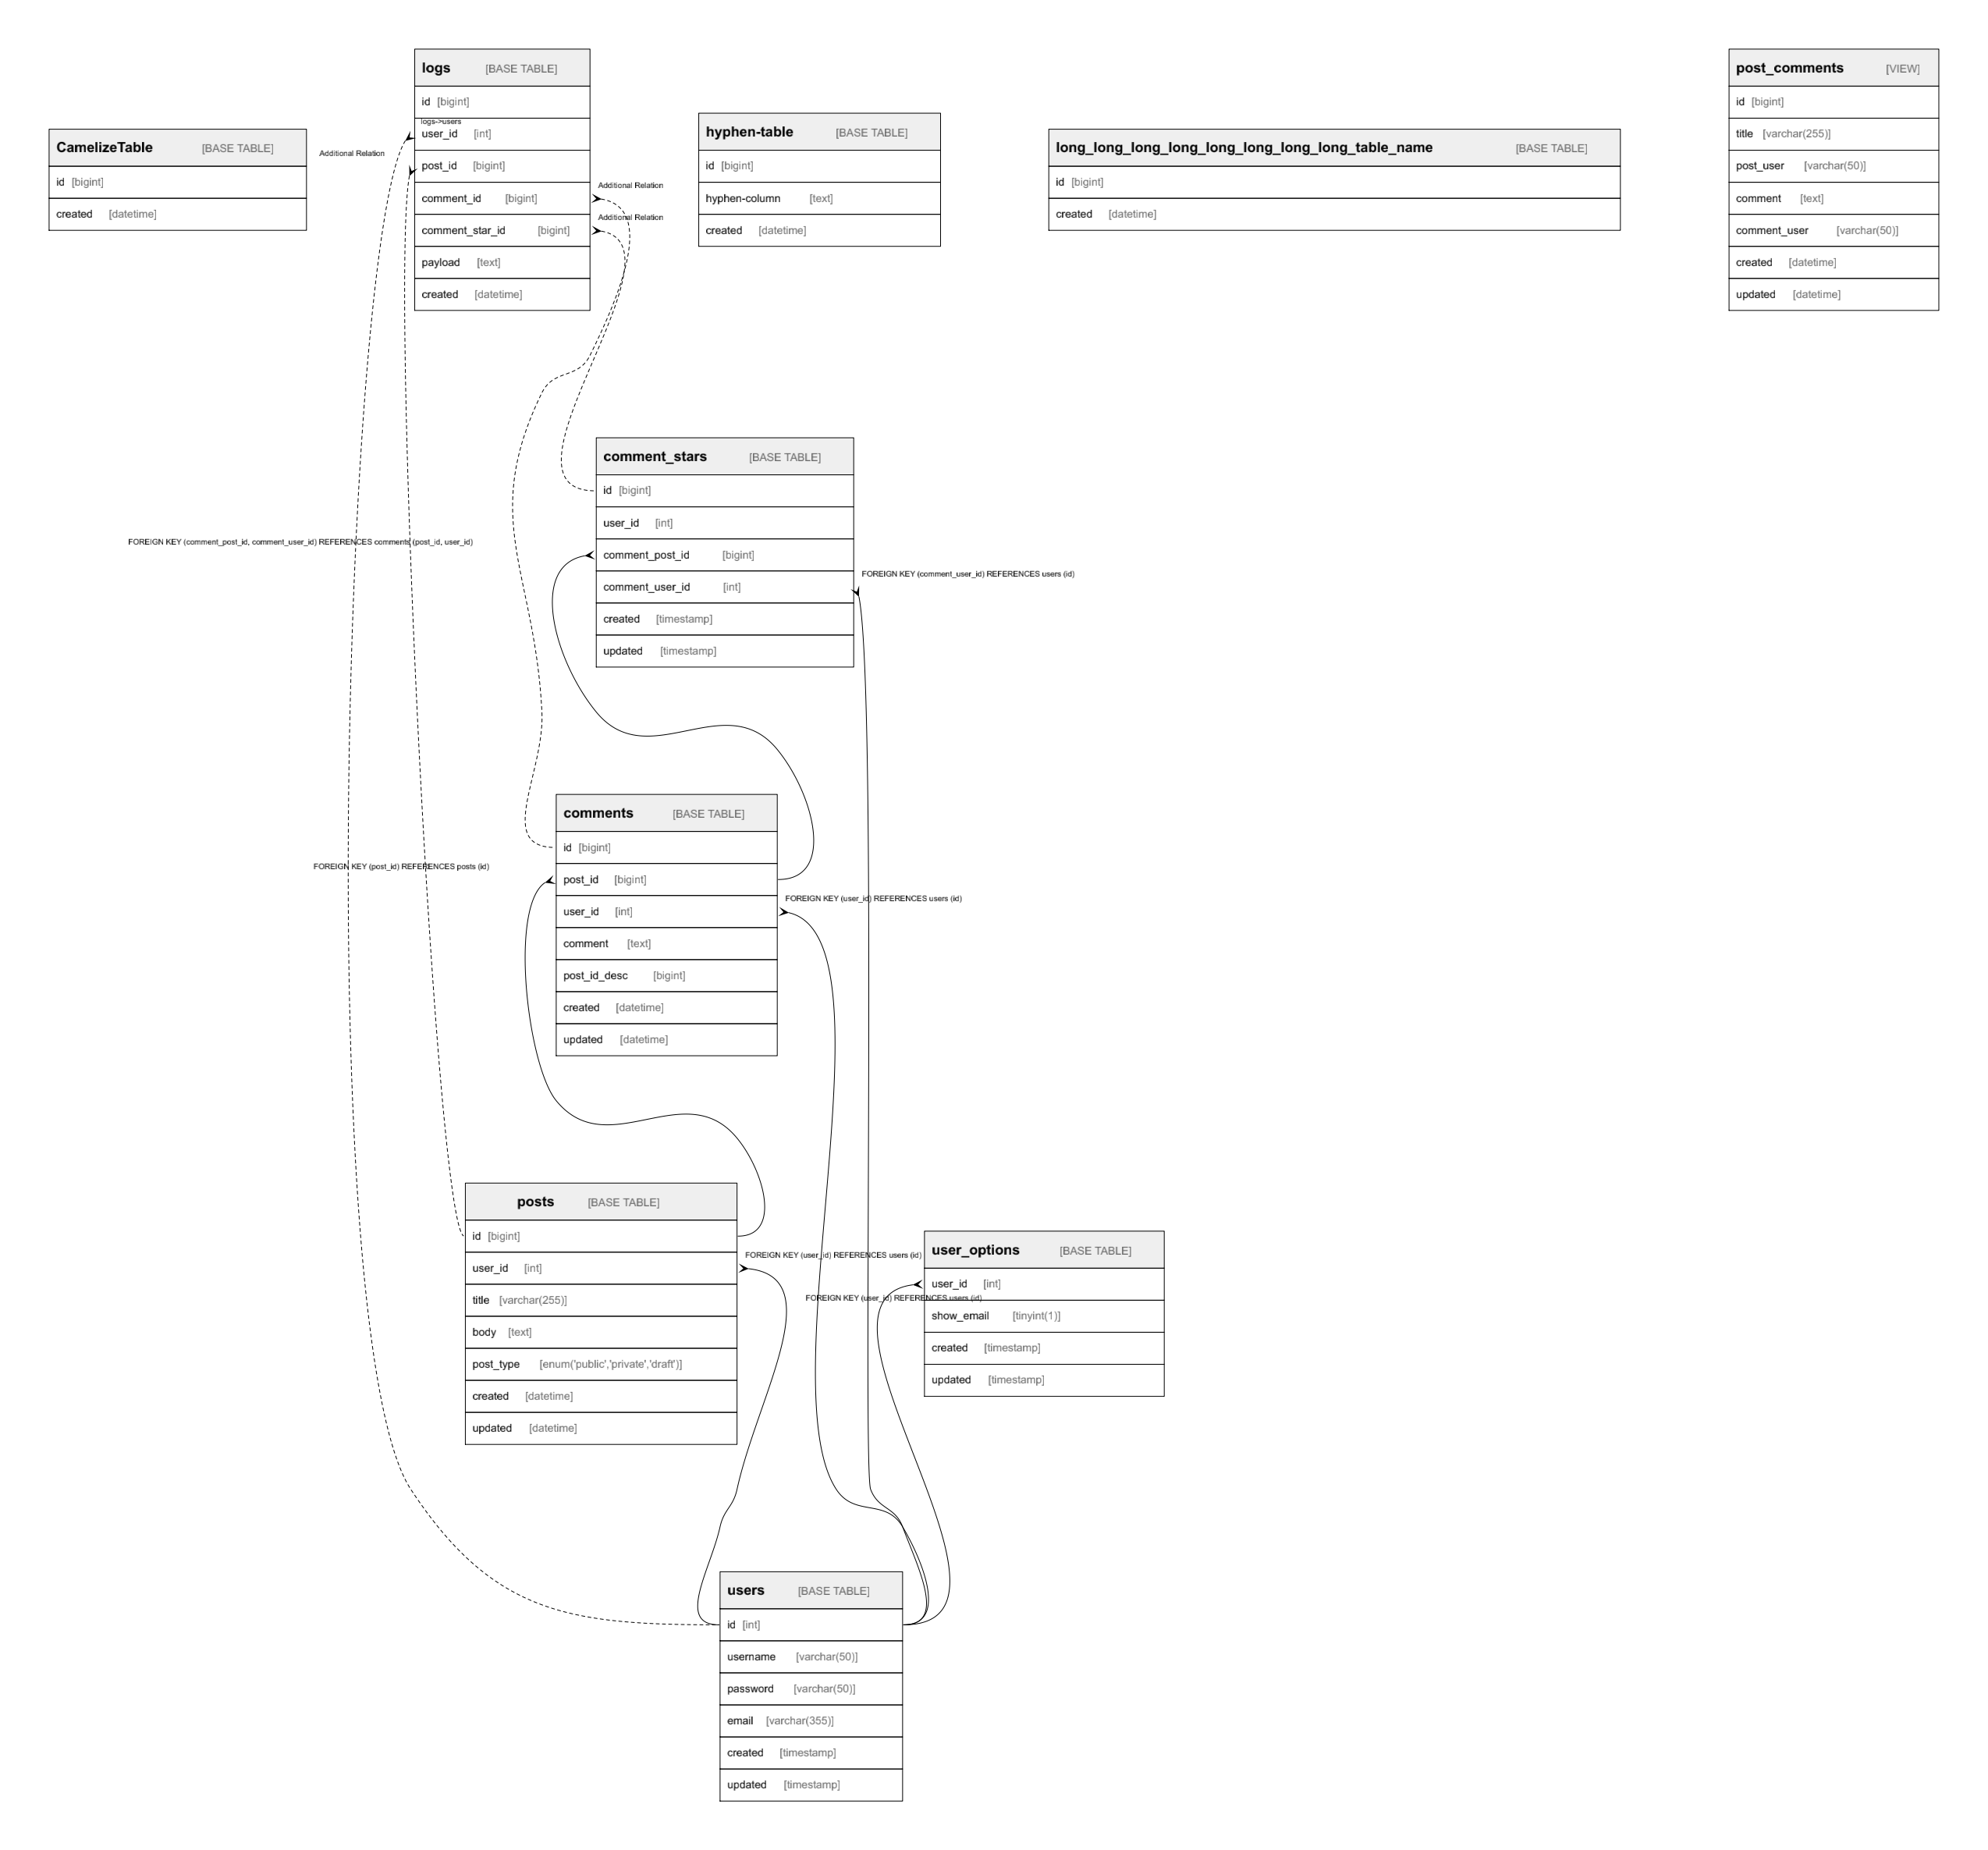 logs [BASE TABLE]
id [bigint]
logs->users
user_id [int]
post_id [bigint]
comment_id [bigint]
comment_star_id [bigint]
payload [text]
created [datetime]
Additional Relation
Additional Relation
Additional Relation
CamelizeTable [BASE TABLE]
id [bigint]
created [datetime]
hyphen-table [BASE TABLE]
id [bigint]
hyphen-column [text]
created [datetime]
long_long_long_long_long_long_long_long_table_name [BASE TABLE]
id [bigint]
created [datetime]
post_comments [VIEW]
id [bigint]
title [varchar(255)]
post_user [varchar(50)]
comment [text]
comment_user [varchar(50)]
created [datetime]
updated [datetime]
comment_stars [BASE TABLE]
id [bigint]
user_id [int]
comment_post_id [bigint]
comment_user_id [int]
created [timestamp]
updated [timestamp]
FOREIGN KEY (comment_post_id, comment_user_id) REFERENCES comments (post_id, user_id)
FOREIGN KEY (comment_user_id) REFERENCES users (id)
comments [BASE TABLE]
id [bigint]
post_id [bigint]
user_id [int]
comment [text]
post_id_desc [bigint]
created [datetime]
updated [datetime]
FOREIGN KEY (post_id) REFERENCES posts (id)
FOREIGN KEY (user_id) REFERENCES users (id)
posts [BASE TABLE]
id [bigint]
user_id [int]
title [varchar(255)]
body [text]
post_type [enum('public','private','draft')]
created [datetime]
updated [datetime]
FOREIGN KEY (user_id) REFERENCES users (id)
user_options [BASE TABLE]
user_id [int]
FOREIGN KEY (user_id) REFERENCES users (id)
show_email [tinyint(1)]
created [timestamp]
updated [timestamp]
users [BASE TABLE]
id [int]
username [varchar(50)]
password [varchar(50)]
email [varchar(355)]
created [timestamp]
updated [timestamp]